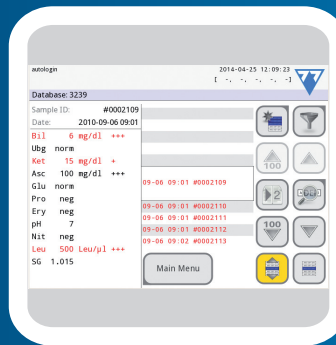 autologin 2014-04-25 12:09:23
[ -. -. -. -. -]
Database: 3239
Sample ID: #0002109
Date: 2010-09-06 09:01
Bil 6 mg/dl +++
Ubg norm
Ket 15 mg/dl +
Asc 100 mg/dl +++
Glu norm
Pro neg
Ery neg
pH 7
Nit neg
Leu 500 Leu/µl +++
SG 1.015
09-06 09:01 #0002109
09-06 09:01 #0002110
09-06 09:01 #0002111
09-06 09:01 #0002112
09-06 09:02 #0002113
100
2
100
Main Menu